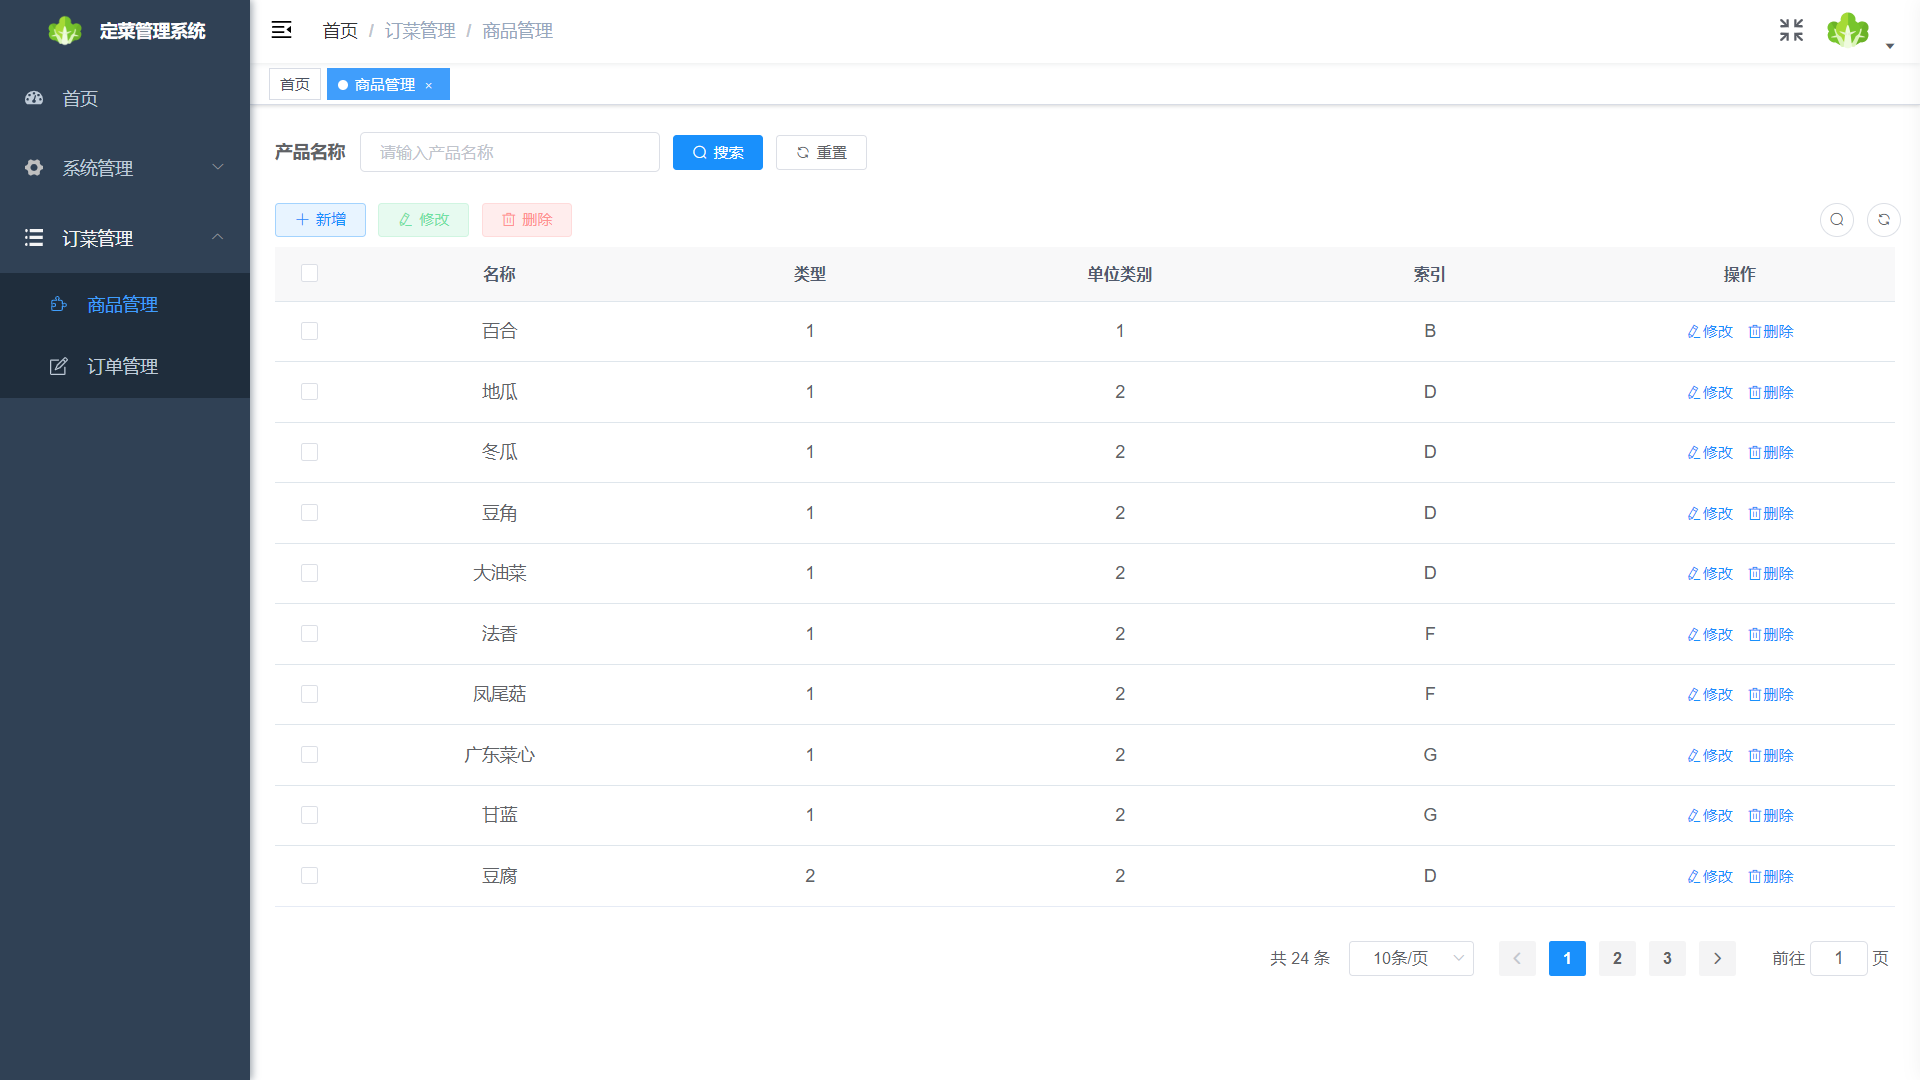 定菜管理系统
首页
系统管理
订菜管理
商品管理
订单管理
首页 / 订菜管理 / 商品管理
首页 商品管理 ×
产品名称 请输入产品名称 搜索 重置
新增 修改 删除
名称 类型 单位类别 索引 操作
百合 1 1 B 修改 删除
地瓜 1 2 D 修改 删除
冬瓜 1 2 D 修改 删除
豆角 1 2 D 修改 删除
大油菜 1 2 D 修改 删除
法香 1 2 F 修改 删除
凤尾菇 1 2 F 修改 删除
广东菜心 1 2 G 修改 删除
甘蓝 1 2 G 修改 删除
豆腐 2 2 D 修改 删除
共 24 条 10条/页 1 2 3 前往 1 页